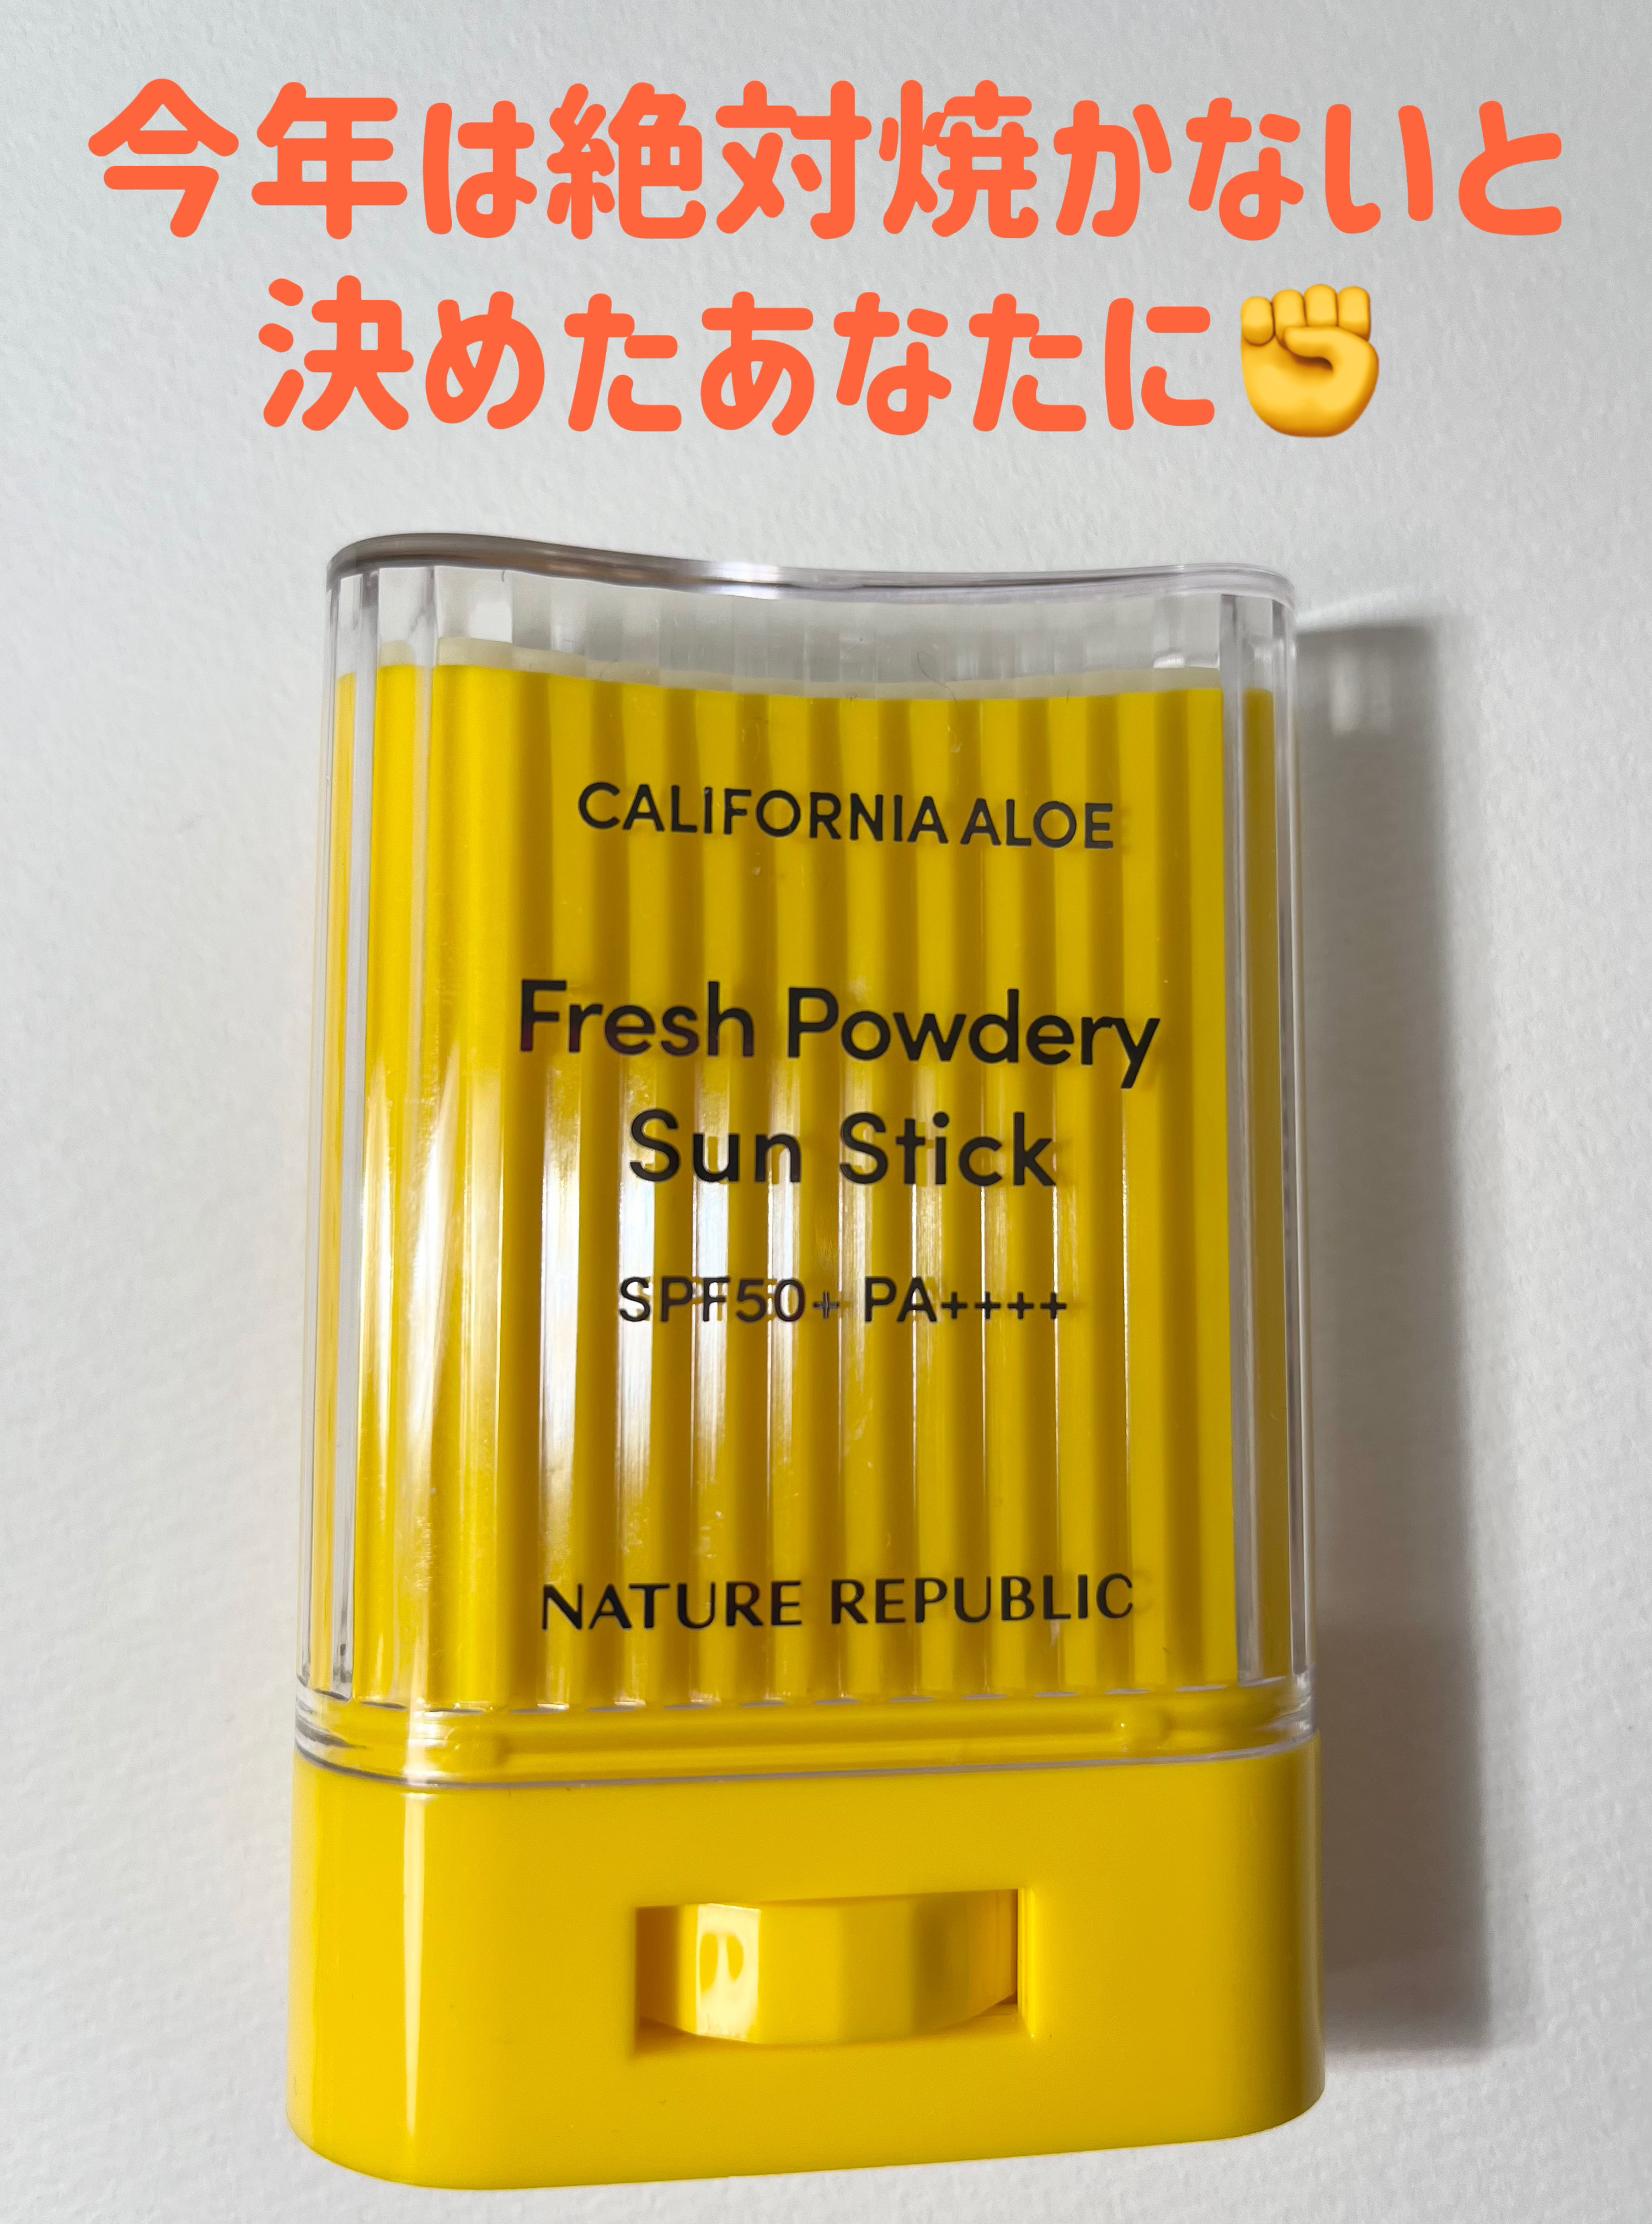 今年は絶対焼かないと
決めたあなたに✊
CALIFORNIA ALOE
Fresh Powdery
Sun Stick
SPF50+ PA++++
NATURE REPUBLIC